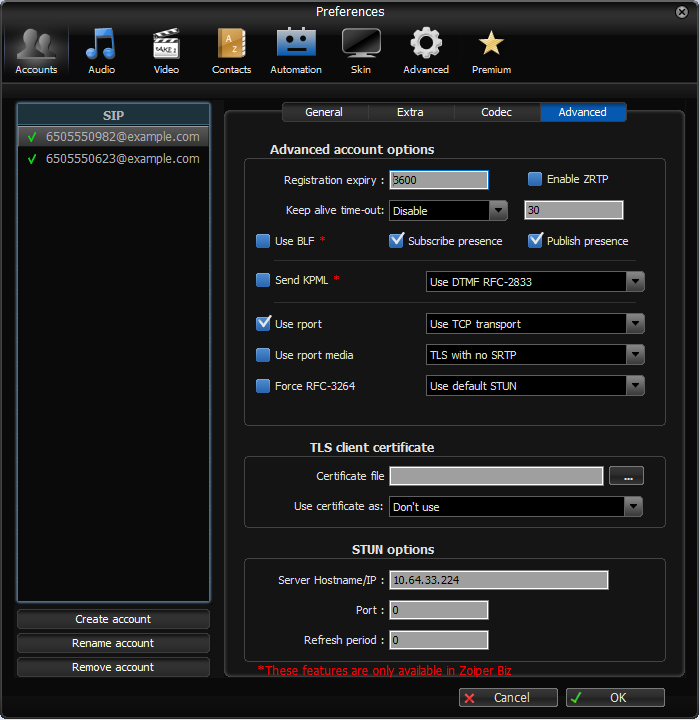 Preferences
Accounts Audio Video Contacts Automation Skin Advanced Premium
TAKE 1
A
Z
SIP
6505550982@example.com
6505550623@example.com
Create account
Rename account
Remove account
General Extra Codec Advanced
Advanced account options
Registration expiry : 3600 Enable ZRTP
Keep alive time-out: Disable 30
Use BLF * Subscribe presence Publish presence
Send KPML * Use DTMF RFC-2833
Use rport Use TCP transport
Use rport media TLS with no SRTP
Force RFC-3264 Use default STUN
TLS client certificate
Certificate file ...
Use certificate as: Don't use
STUN options
Server Hostname/IP : 10.64.33.224
Port : 0
Refresh period : 0
*These features are only available in Zoiper Biz
Cancel OK